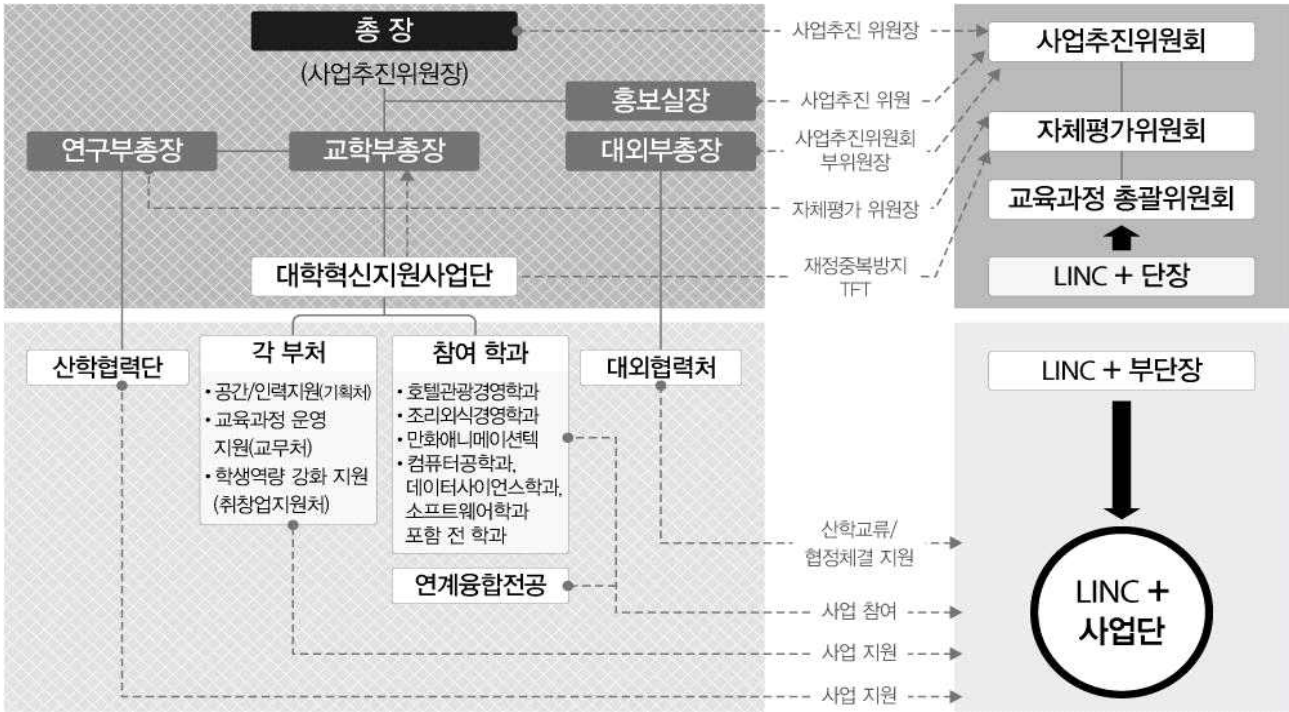 총 장
(사업추진위원장)
홍보실장
연구부총장
교학부총장
대외부총장
대학혁신지원사업단
산학협력단
각 부처
• 공간/인력지원(기획처)
• 교육과정 운영
지원(교무처)
• 학생역량 강화 지원
(취창업지원처)
참여 학과
• 호텔관광경영학과
• 조리외식경영학과
• 만화애니메이션텍
• 컴퓨터공학과,
데이터사이언스학과,
소프트웨어학과
포함 전 학과
연계융합전공
대외협력처
사업추진 위원장
사업추진 위원
사업추진위원회
부위원장
자체평가 위원장
재정중복방지
TFT
산학교류/
협정체결 지원
사업 참여
사업 지원
사업 지원
사업추진위원회
자체평가위원회
교육과정 총괄위원회
LINC + 단장
LINC + 부단장
LINC +
사업단